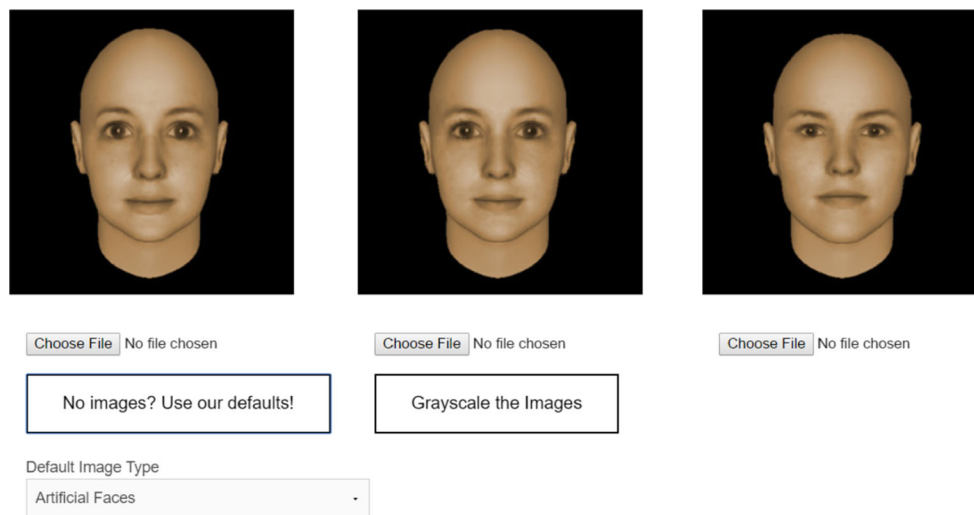 Choose File No file chosen Choose File No file chosen Choose File No file chosen
No images? Use our defaults! Grayscale the Images
Default Image Type
Artificial Faces